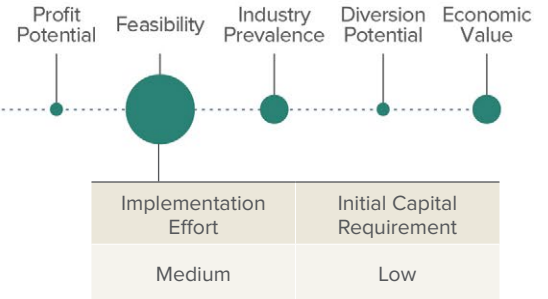 Profit
Potential
Feasibility
Industry
Prevalence
Diversion
Potential
Economic
Value
Implementation
Effort
Initial Capital
Requirement
Medium
Low